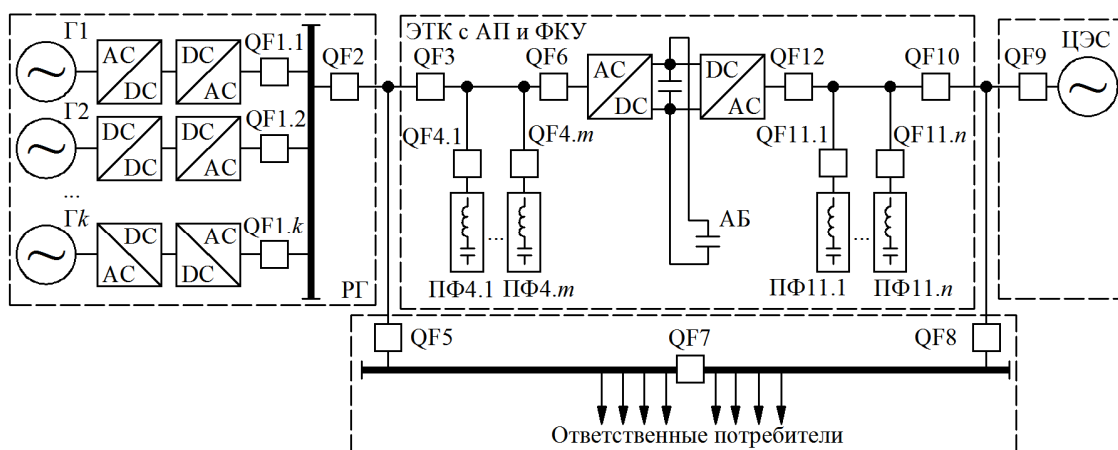 ЭТК с АП и ФКУ
ЦЭС
Г1
QF1.1
QF2
QF3
QF6
QF12
QF10
QF9
AC
DC
DC
AC
AC
DC
DC
AC
Г2
QF1.2
DC
DC
DC
AC
QF4.1
QF4.m
QF11.1
QF11.n
...
Гk
QF1.k
DC
AC
AC
DC
АБ
...
...
РГ
ПФ4.1
ПФ4.m
ПФ11.1
ПФ11.n
QF5
QF7
QF8
Ответственные потребители